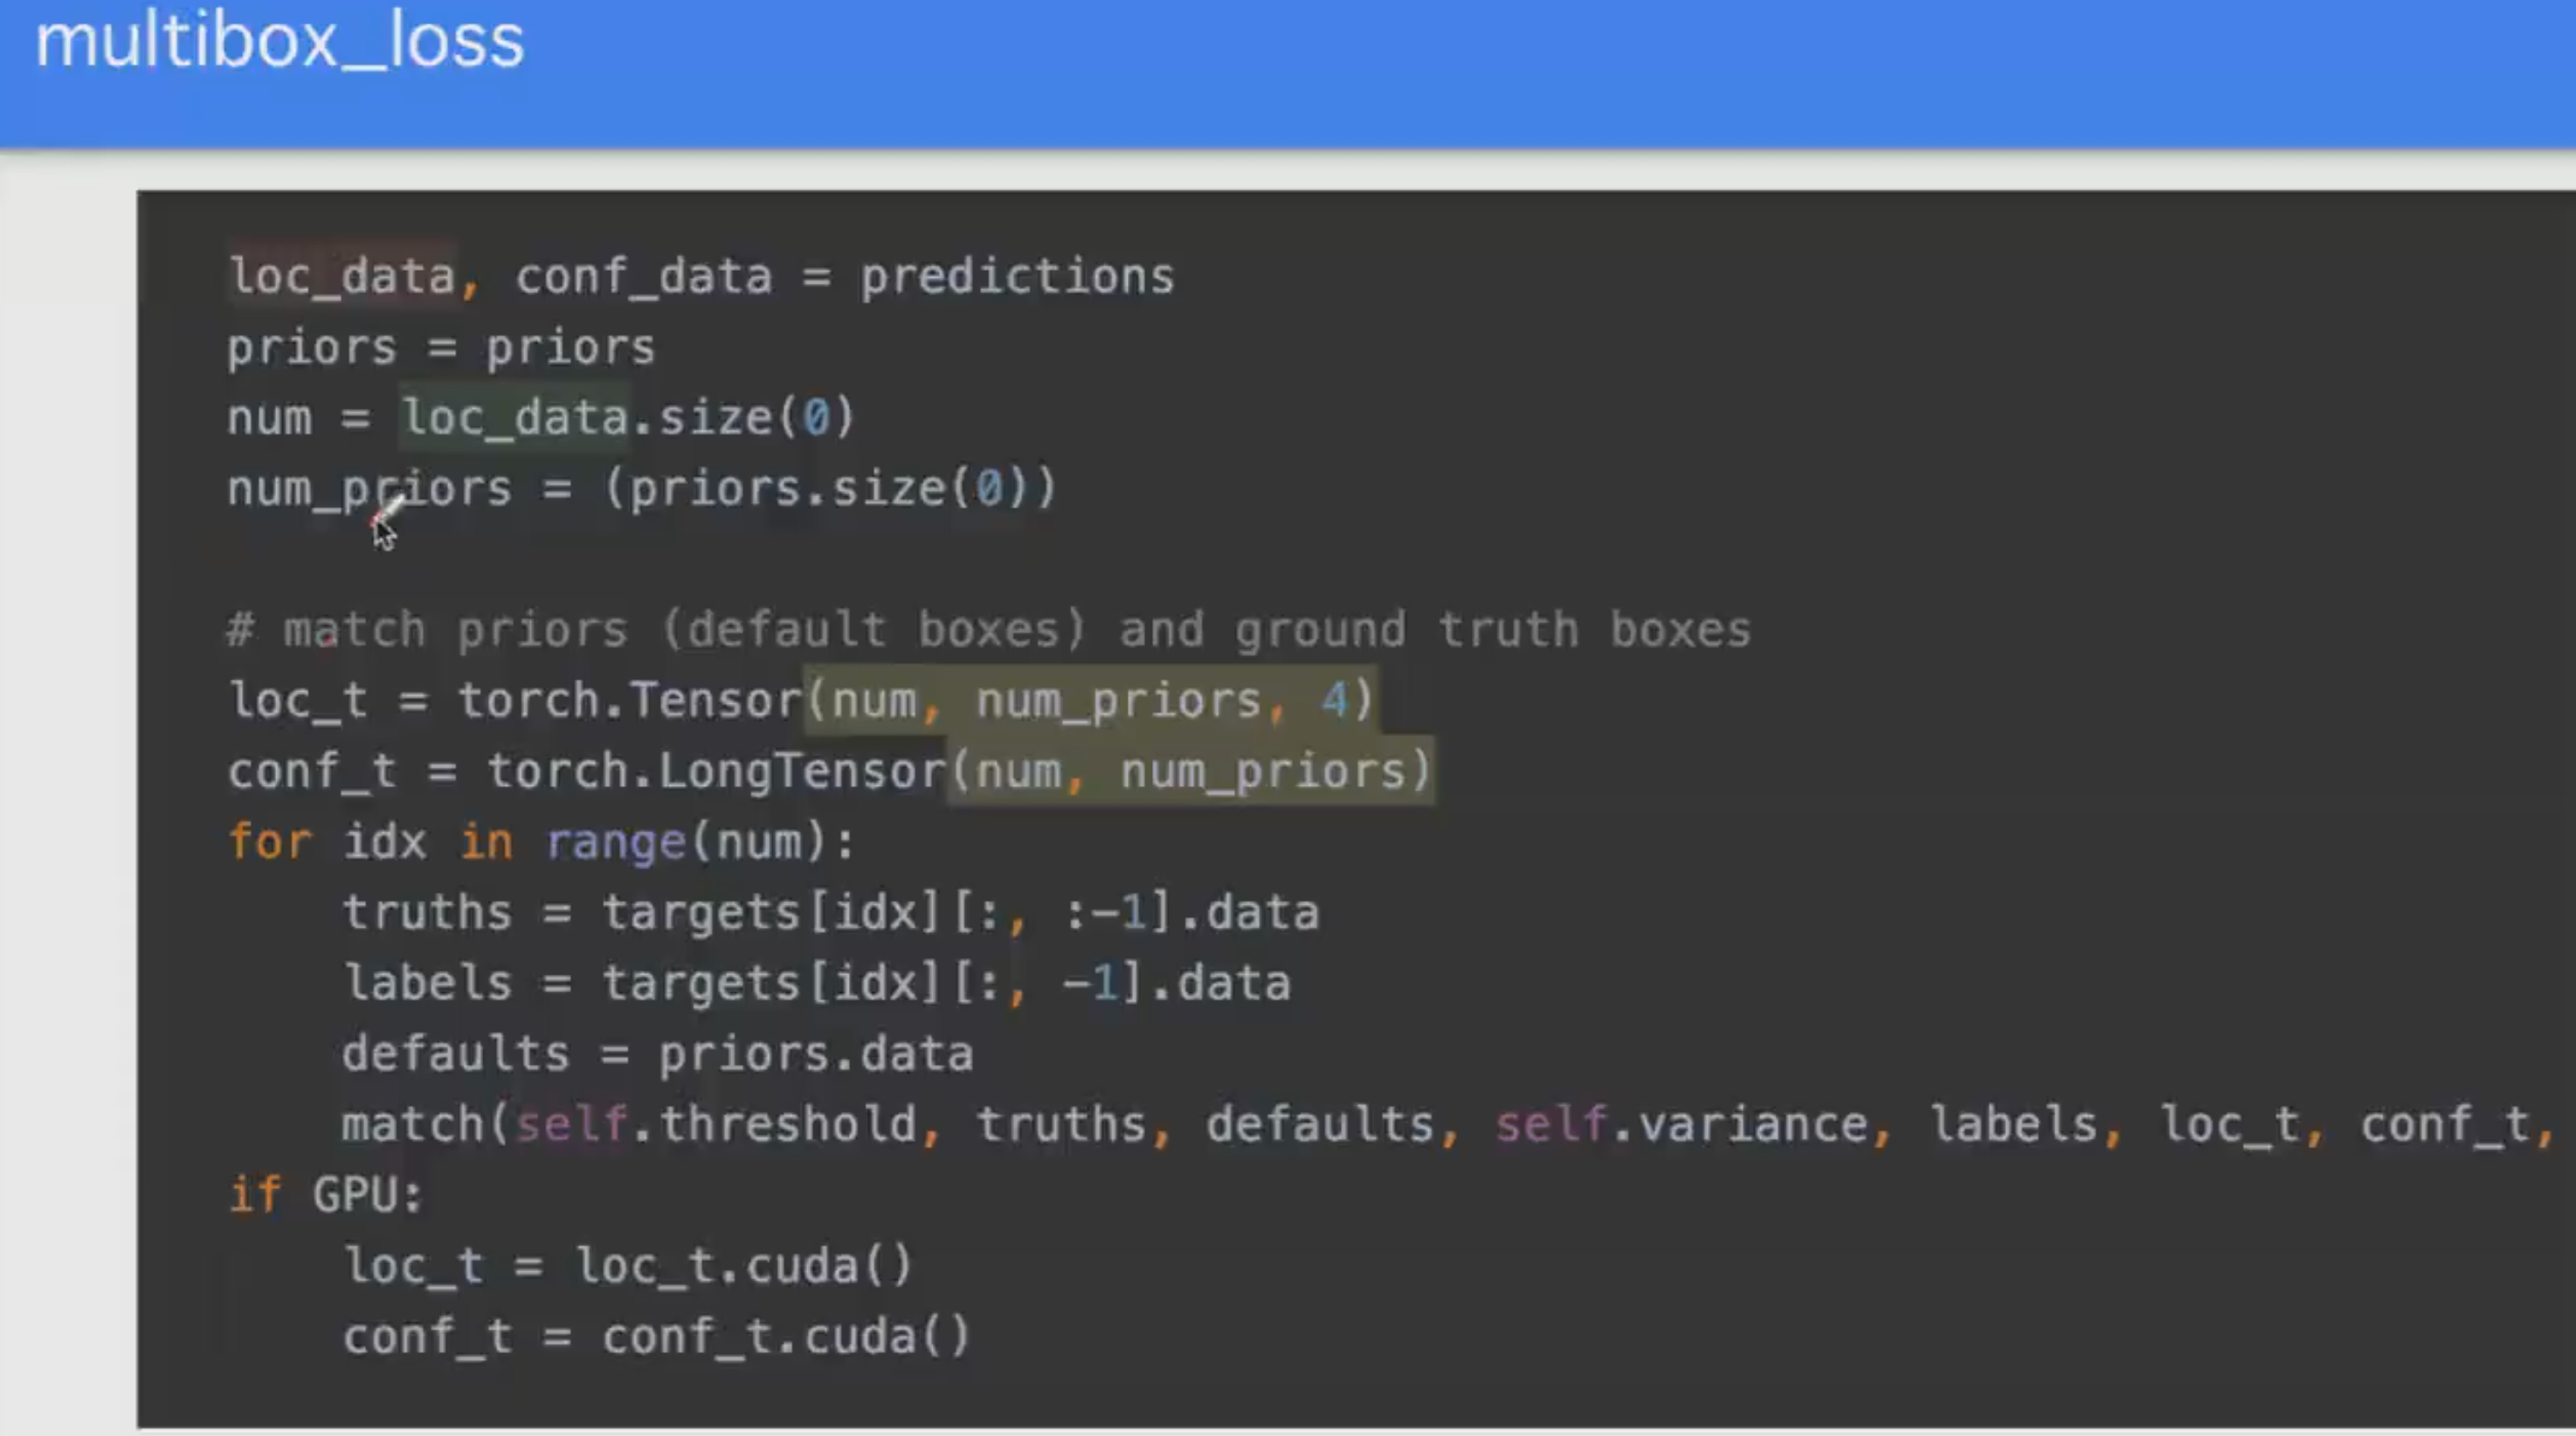 multibox_loss
loc_data, conf_data = predictions
priors = priors
num = loc_data.size(0)
num_priors = (priors.size(0))
# match priors (default boxes) and ground truth boxes
loc_t = torch.Tensor(num, num_priors, 4)
conf_t = torch.LongTensor(num, num_priors)
for idx in range(num):
    truths = targets[idx][:, :-1].data
    labels = targets[idx][:, -1].data
    defaults = priors.data
    match(self.threshold, truths, defaults, self.variance, labels, loc_t, conf_t,
if GPU:
    loc_t = loc_t.cuda()
    conf_t = conf_t.cuda()